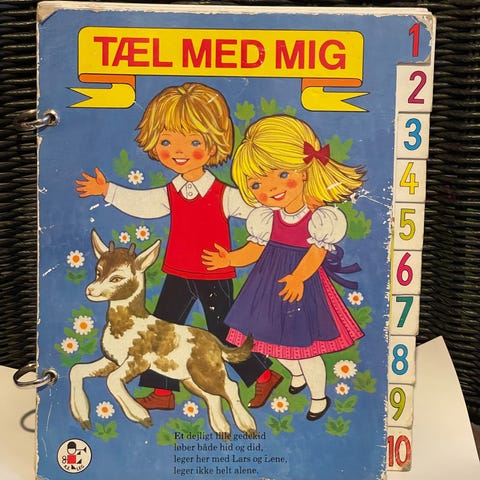 TÆL MED MIG
1
2
3
4
5
6
7
8
9
10
Et dejligt lille gedekid
løber både hid og did,
leger her med Lars og Lene,
leger ikke helt alene.